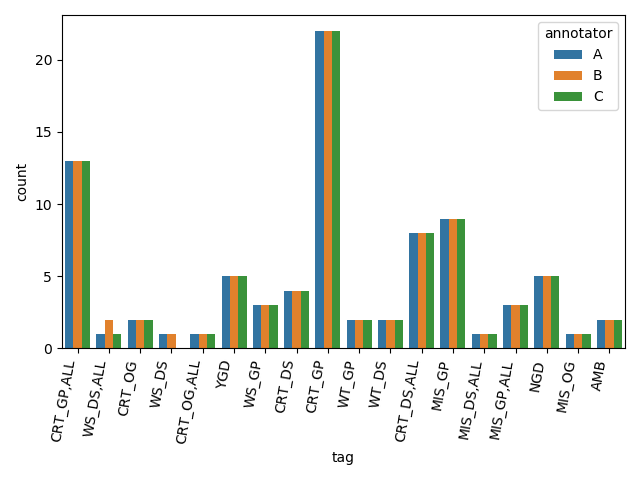 annotator
A
B
C
20
15
10
5
0
count
CRT_GP,ALL
WS_DS,ALL
CRT_OG
WS_DS
CRT_OG,ALL
YGD
WS_GP
CRT_DS
CRT_GP
WT_GP
WT_DS
CRT_DS,ALL
MIS_GP
MIS_DS,ALL
MIS_GP,ALL
NGD
MIS_OG
AMB
tag